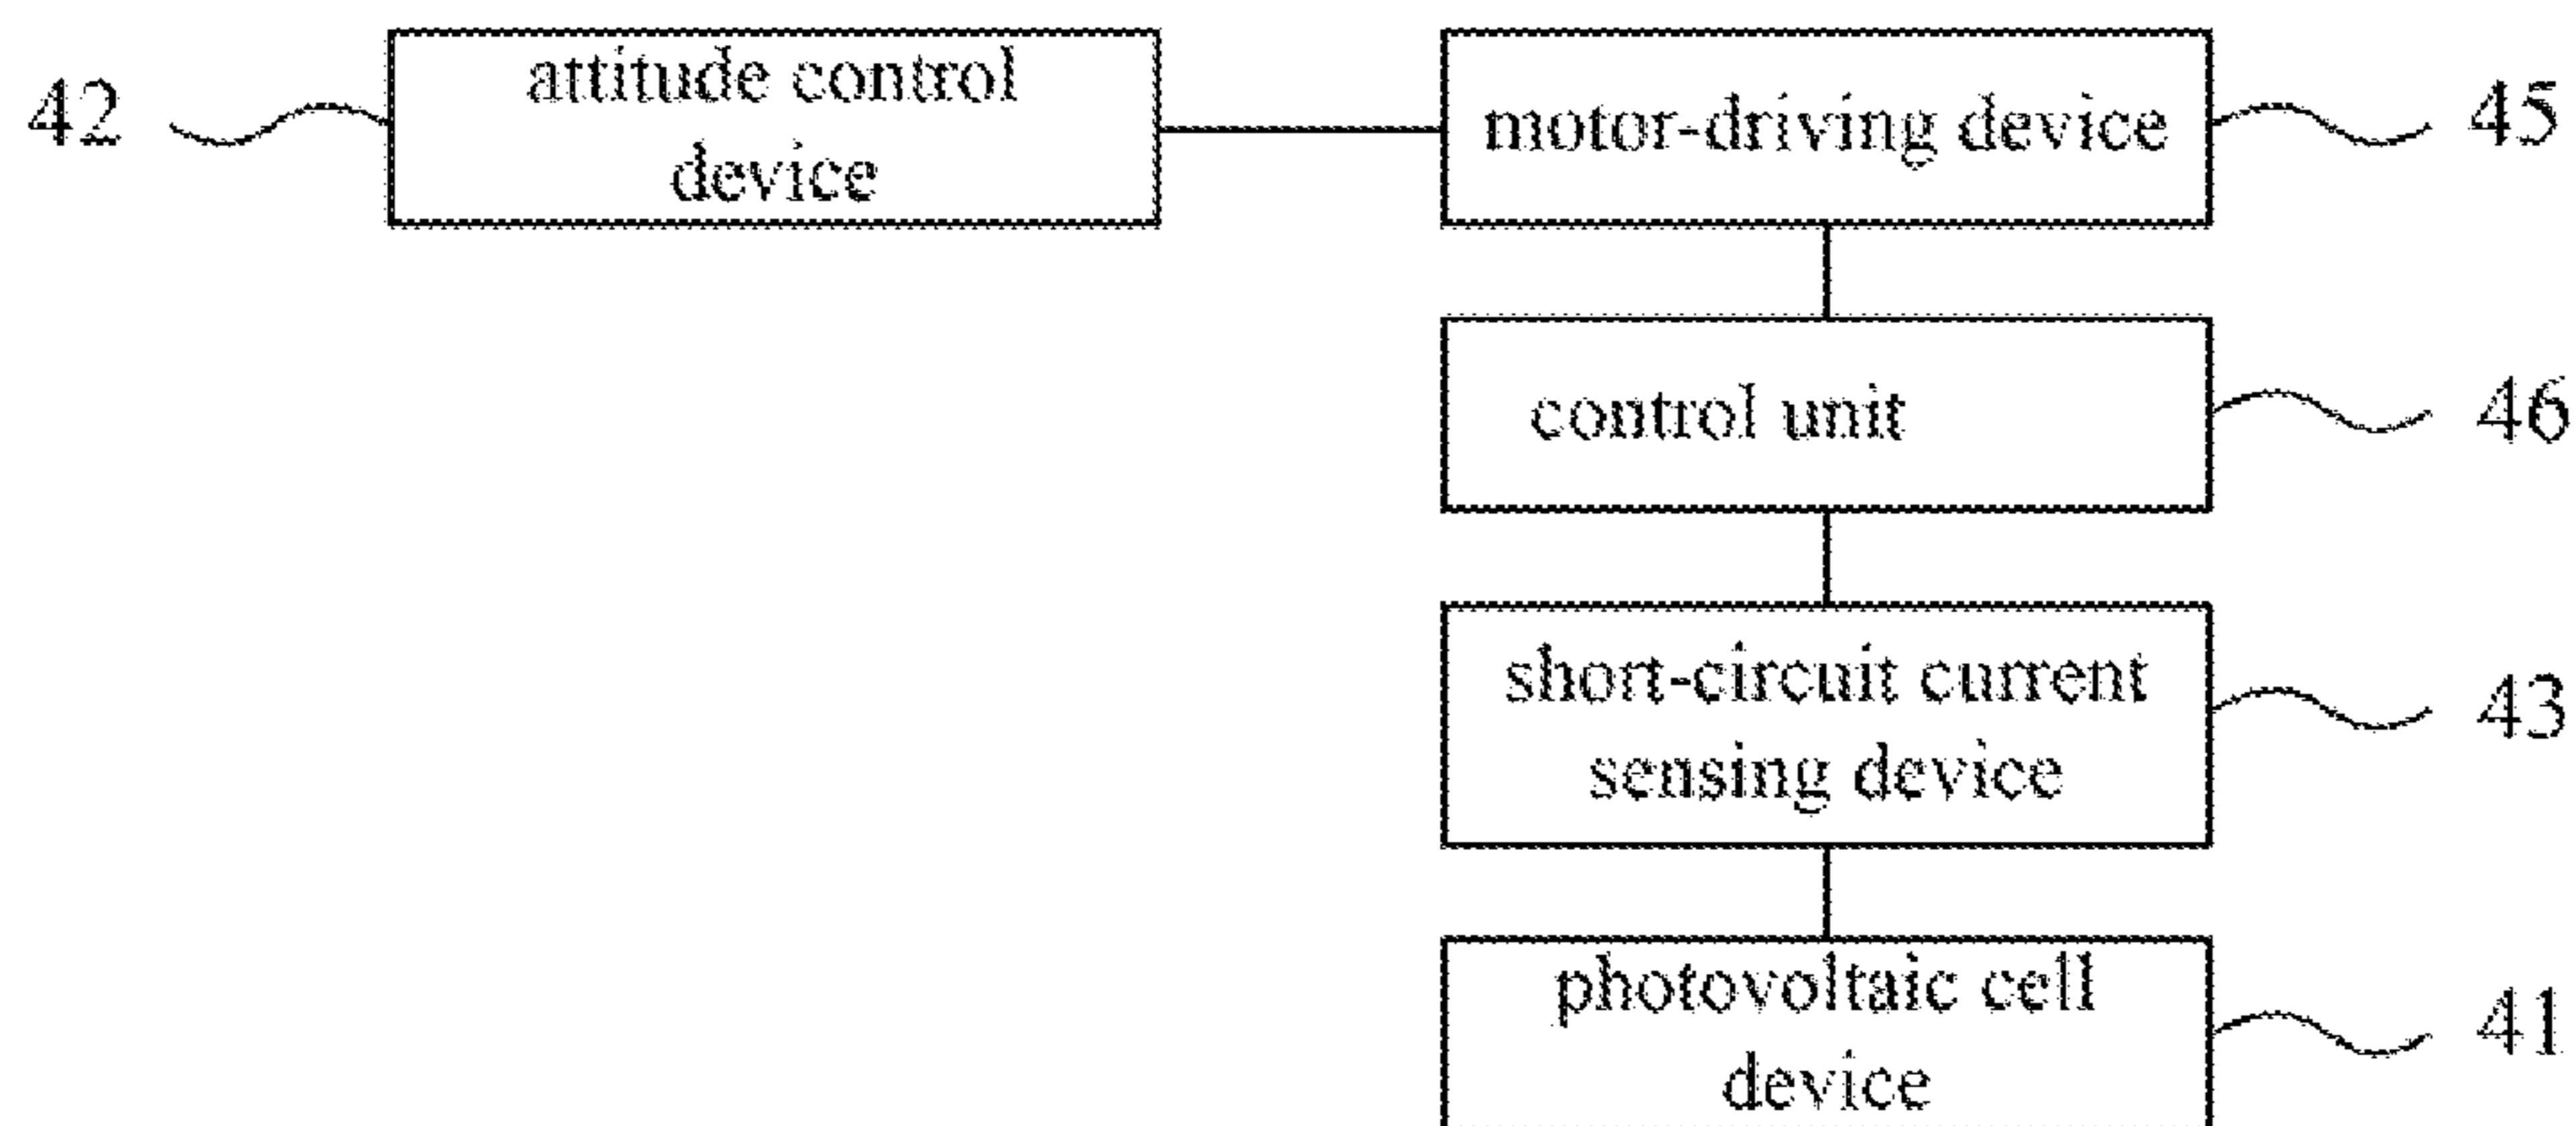 42
attitude control
device
motor-driving device
45
control unit
46
short-circuit current
sensing device
43
photovoltaic cell
device
41